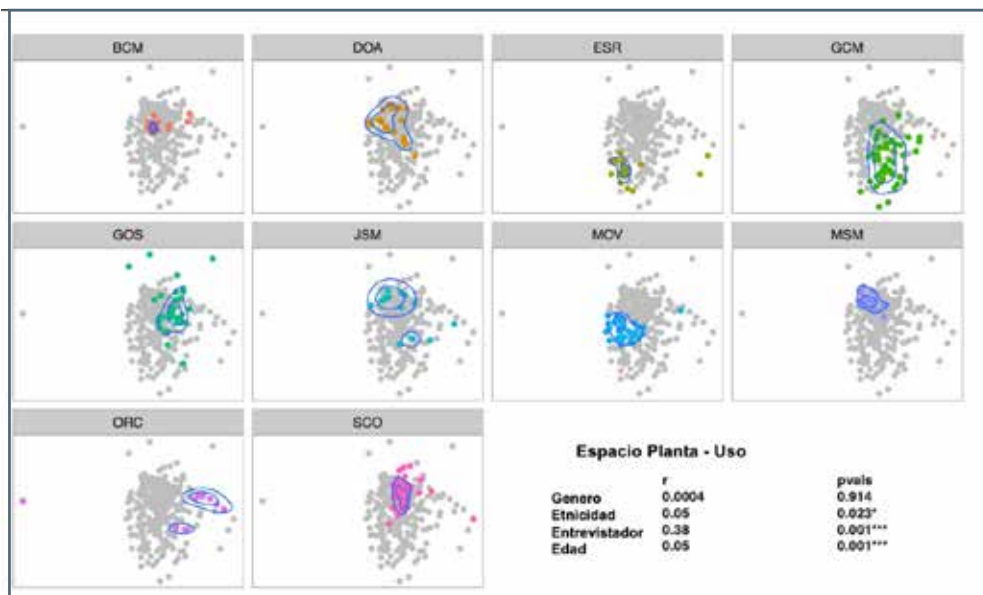 BCM DOA ESR GCM
GOS JSM MOV MSM
ORC SCO
Espacio Planta - Uso
r pvals
Genero 0.0004 0.914
Etnicidad 0.05 0.023*
Entrevistador 0.38 0.001***
Edad 0.05 0.001***